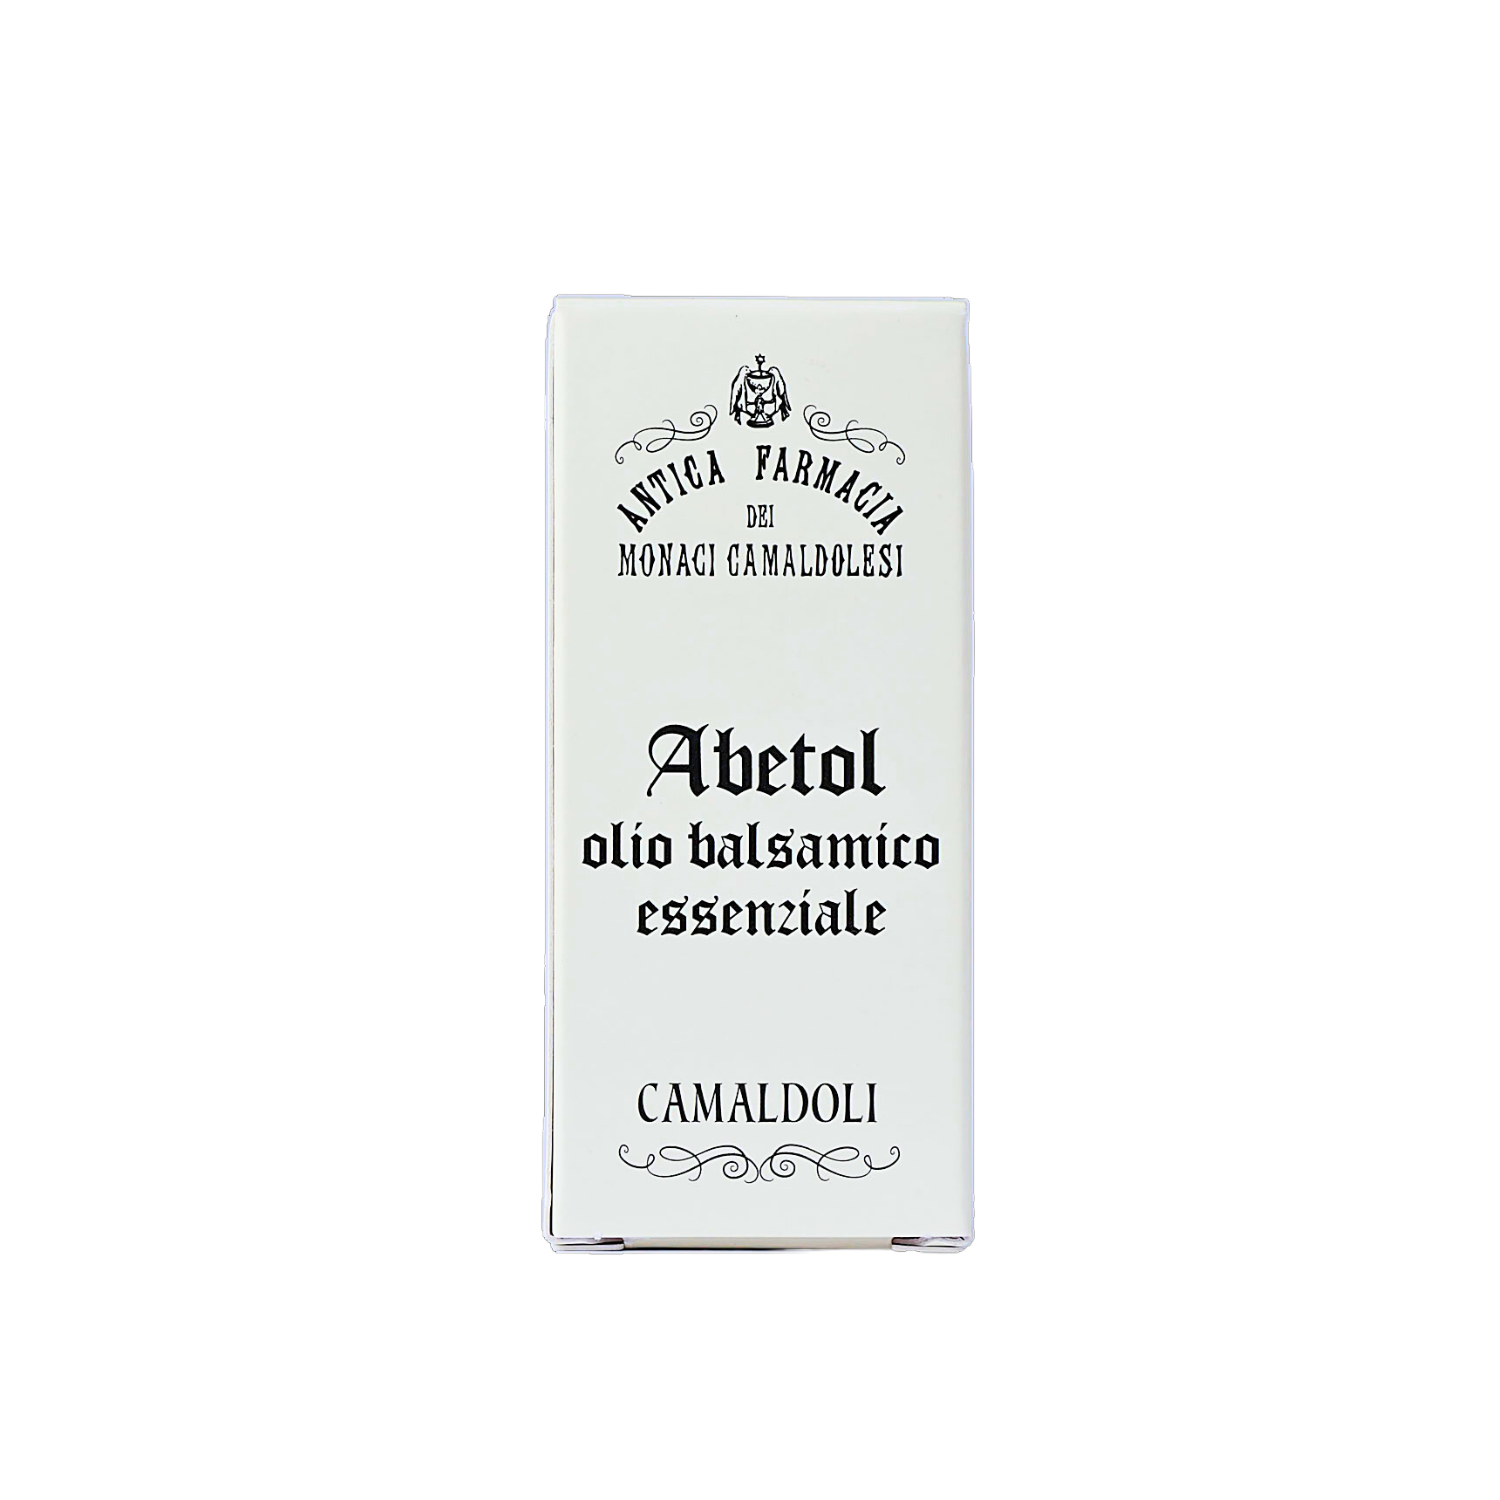 ANTICA FARMACIA
DEI
MONACI CAMALDOLESI
Abetol
olio balsamico
essenziale
CAMALDOLI